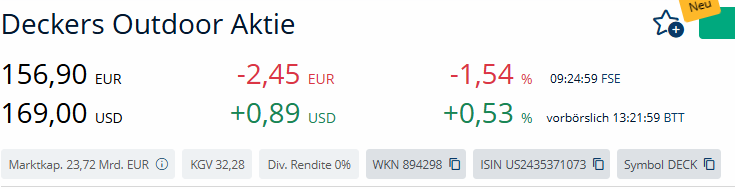 Deckers Outdoor Aktie
Neu
156,90 EUR -2,45 EUR -1,54 % 09:24:59 FSE
169,00 USD +0,89 USD +0,53 % vorbörslich 13:21:59 BTT
Marktkap. 23,72 Mrd. EUR KGV 32,28 Div. Rendite 0% WKN 894298 ISIN US2435371073 Symbol DECK